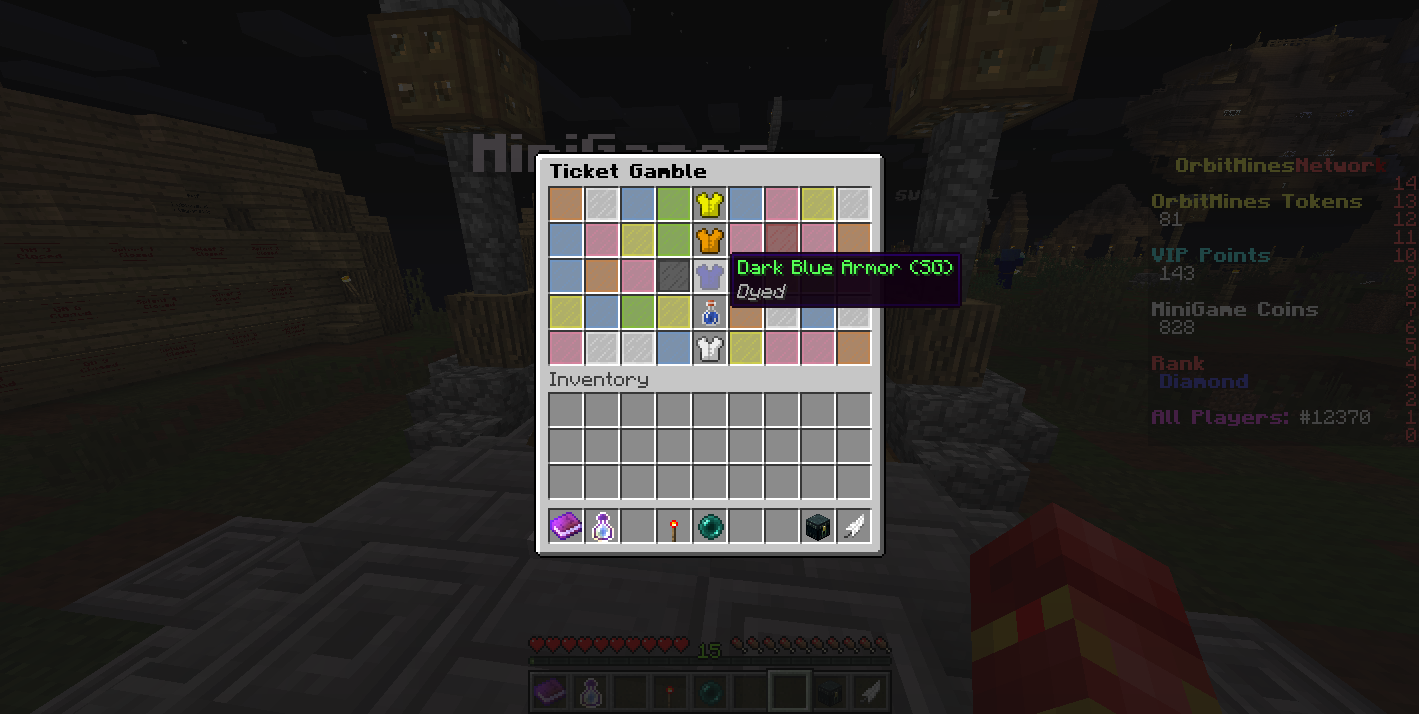 MiniGames
Ticket Gamble
OrbitMinesNetwork
14
OrbitMines Tokens
13
81
12
11
VIP Points
10
143
9
8
MiniGame Coins
7
828
6
5
Rank
4
Diamond
3
2
All Players: #12370
1
0
Dark Blue Armor (SG)
Dyed
Inventory
15